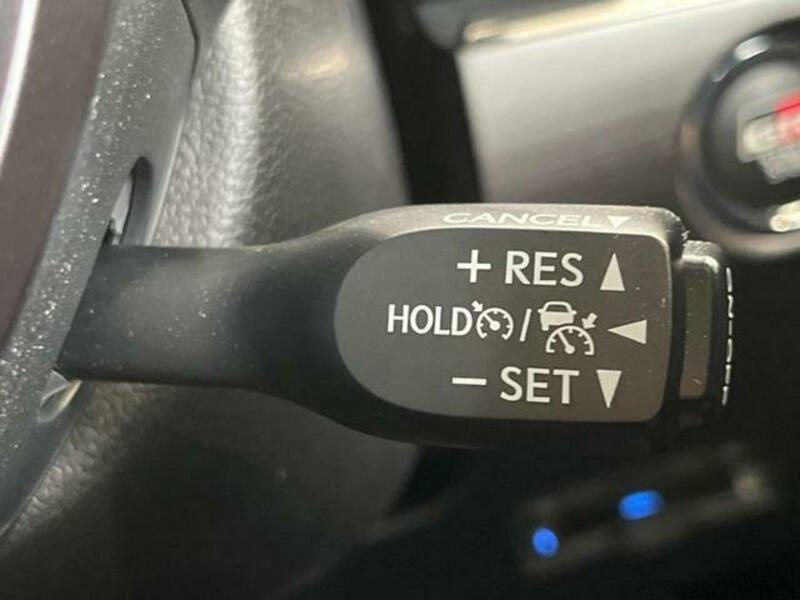 CANCEL▼
+ RES ▲
HOLD / ◀
− SET ▼